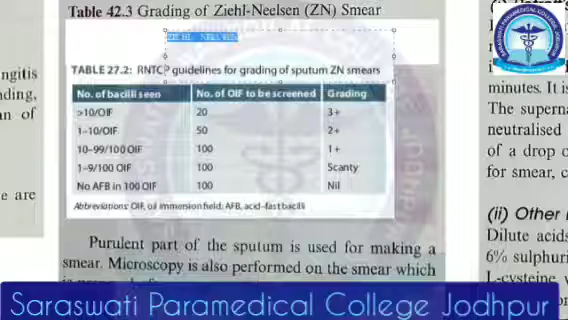 Table 42.3 Grading of Ziehl-Neelsen (ZN) Smear
TABLE 27.2: RNTCP guidelines for grading of sputum ZN smears
No. of bacilli seen No. of OIF to be screened Grading
>10/OIF 20 3+
1-10/OIF 50 2+
10-99/100 OIF 100 1+
1-9/100 OIF 100 Scanty
No AFB in 100 OIF 100 Nil
Abbreviations: OIF, oil immersion field; AFB, acid-fast bacilli
Purulent part of the sputum is used for making a
smear. Microscopy is also performed on the smear which
ngitis
nding,
an of
e are
minutes. It is
The superna
neutralised
of a drop o
for smear, c
(ii) Other
Dilute acids
6% sulphuri
L-cysteine
SARASWATI PARAMEDICAL COLLEGE, JODHPUR
Saraswati Paramedical College Jodhpur